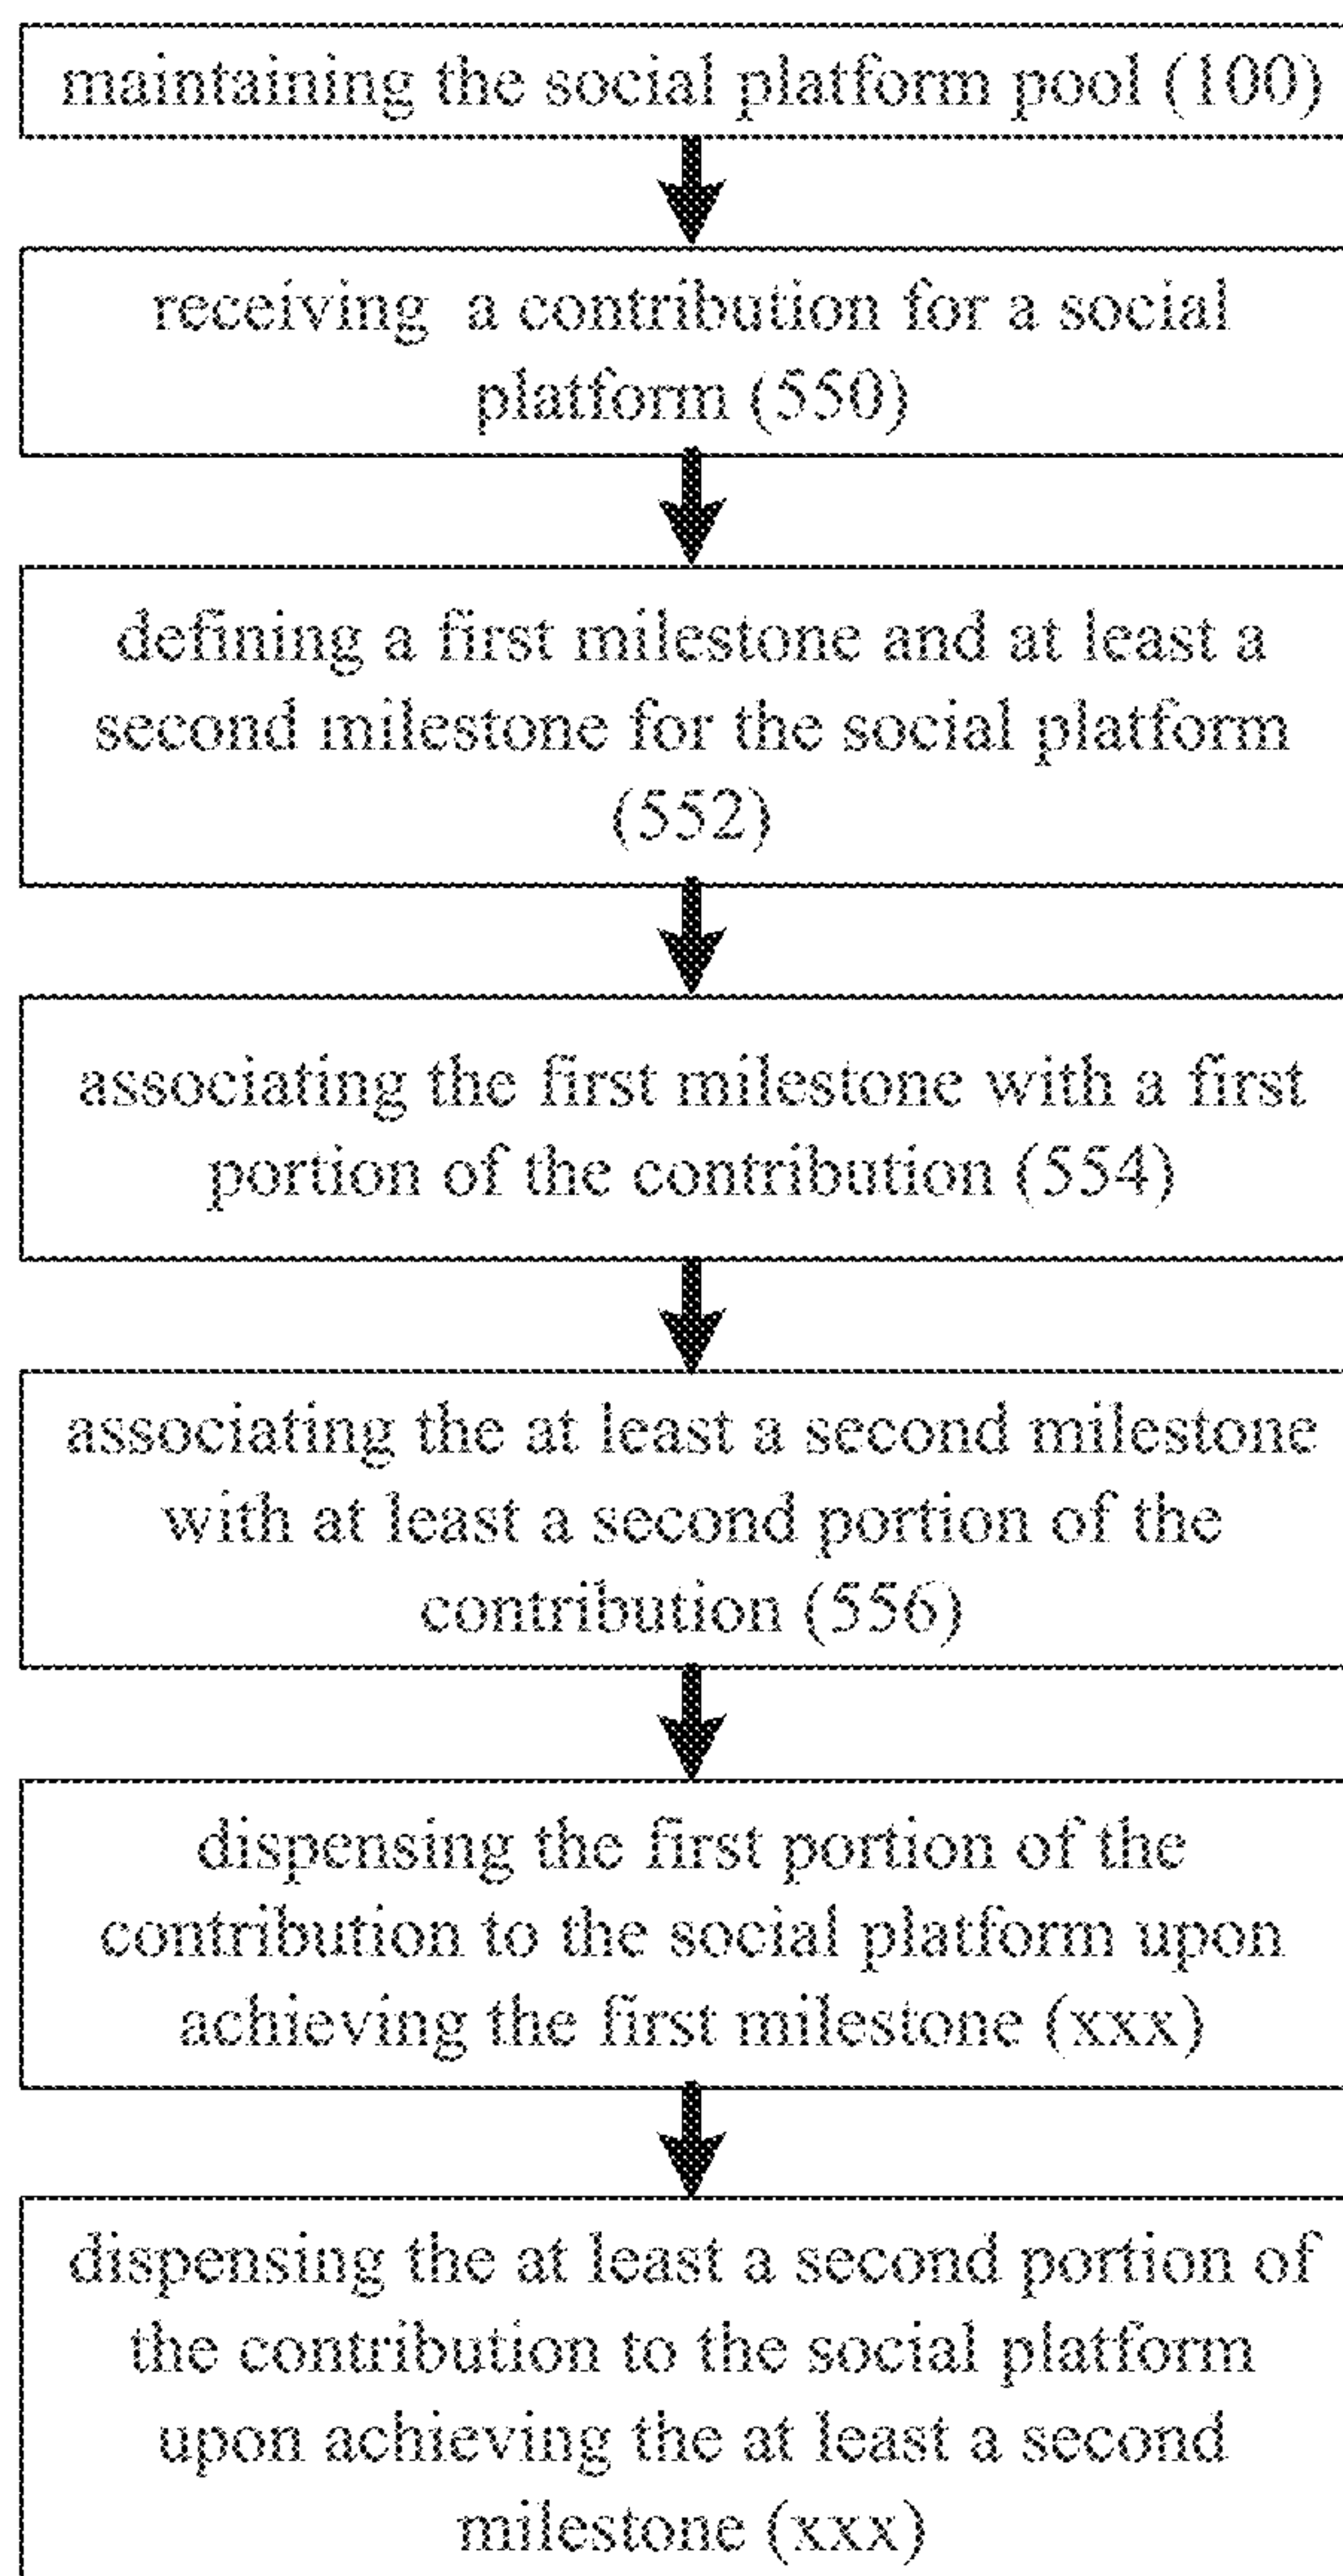 maintaining the social platform pool (100)
receiving a contribution for a social
platform (550)
defining a first milestone and at least a
second milestone for the social platform
(552)
associating the first milestone with a first
portion of the contribution (554)
associating the at least a second milestone
with at least a second portion of the
contribution (556)
dispensing the first portion of the
contribution to the social platform upon
achieving the first milestone (xxx)
dispensing the at least a second portion of
the contribution to the social platform
upon achieving the at least a second
milestone (xxx)